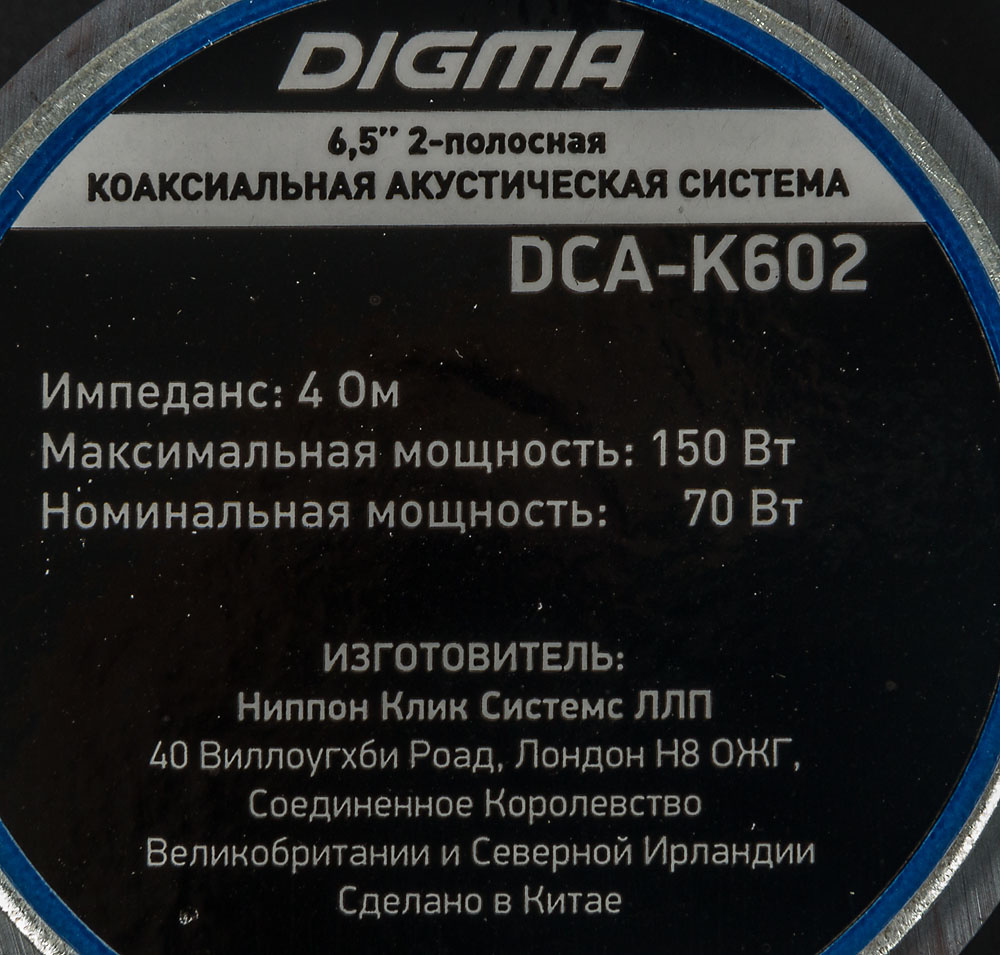 DIGMA
6,5″ 2-полосная
КОАКСИАЛЬНАЯ АКУСТИЧЕСКАЯ СИСТЕМА
DCA-K602
Импеданс: 4 Ом
Максимальная мощность: 150 Вт
Номинальная мощность: 70 Вт
ИЗГОТОВИТЕЛЬ:
Ниппон Клик Системс ЛЛП
40 Виллоугхби Роад, Лондон Н8 ОЖГ,
Соединенное Королевство
Великобритании и Северной Ирландии
Сделано в Китае